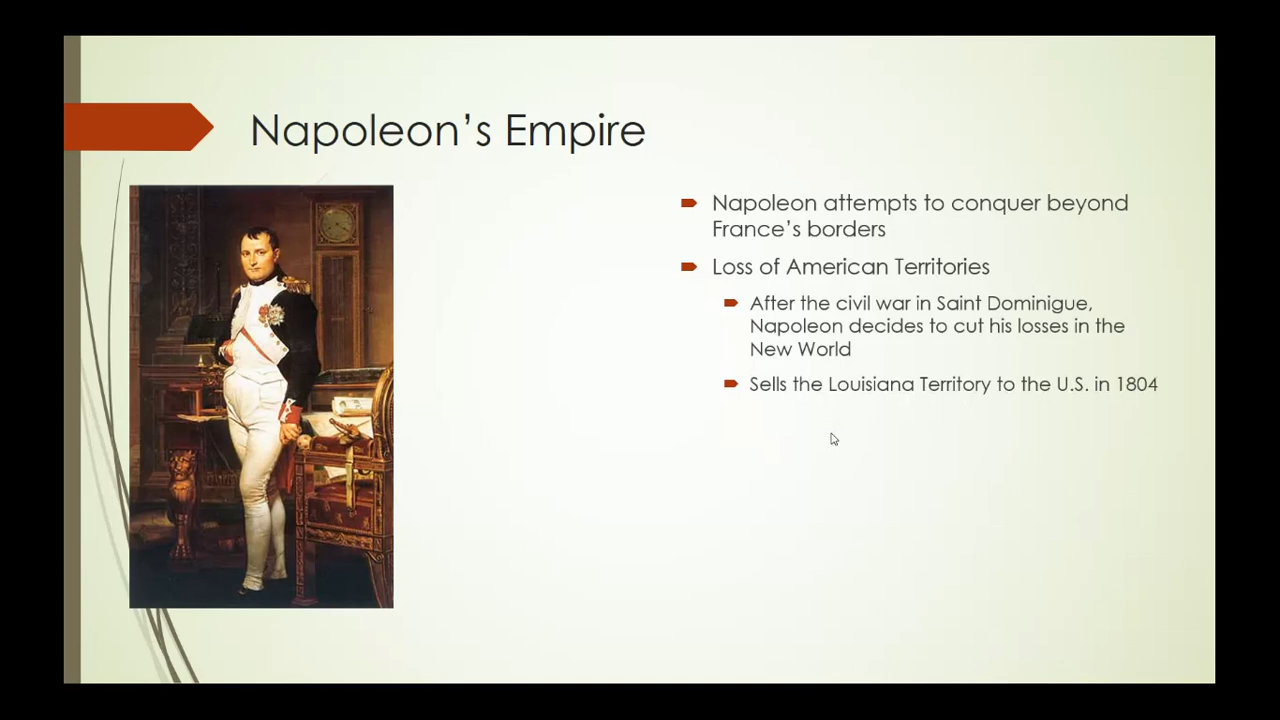 Napoleon's Empire
Napoleon attempts to conquer beyond
France's borders
Loss of American Territories
After the civil war in Saint Dominigue,
Napoleon decides to cut his losses in the
New World
Sells the Louisiana Territory to the U.S. in 1804